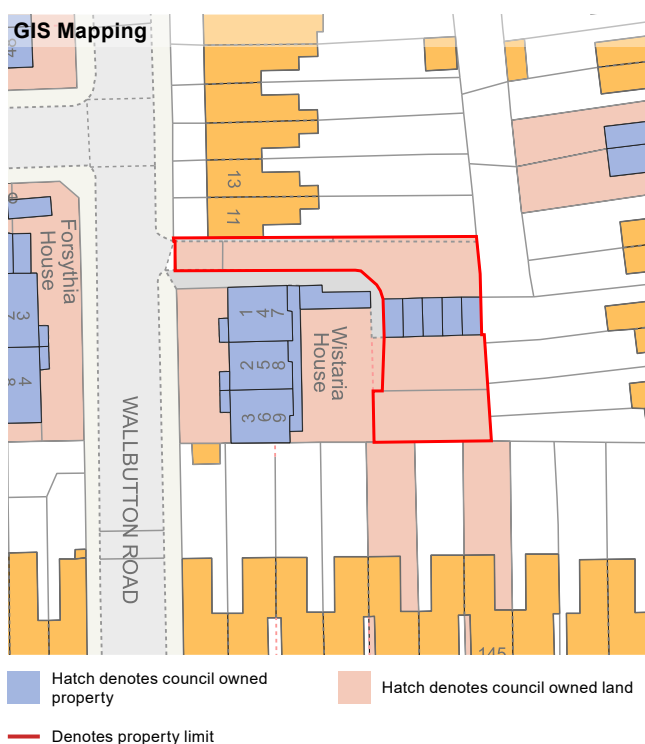 GIS Mapping
13
11
Forsythia
House
3
4
8
1 4 7
2 5 8
3 6 9
Wistaria
House
WALLBUTTON ROAD
145
Hatch denotes council owned
property
Hatch denotes council owned land
Denotes property limit